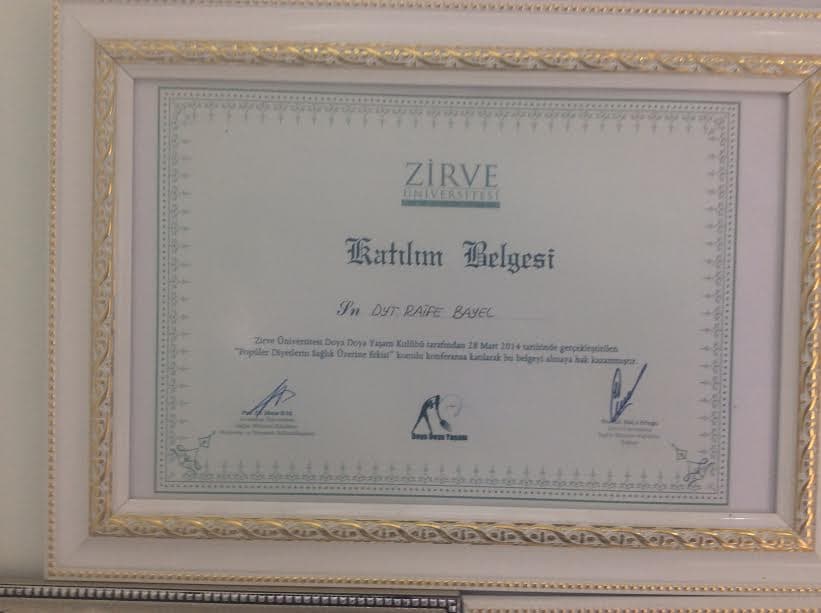 ZİRVE
ÜNİVERSİTESİ
Katılım Belgesi
Sn DYT. RAİFE BAYEL
Zirve Üniversitesi Doya Doya Yaşam Kulübü tarafından 28 Mart 2014 tarihinde gerçekleştirilen
"Popüler Diyetlerin Sağlık Üzerine Etkisi" konulu konferansa katılarak bu belgeyi almaya hak kazanmıştır.
Doya Doya Yaşam